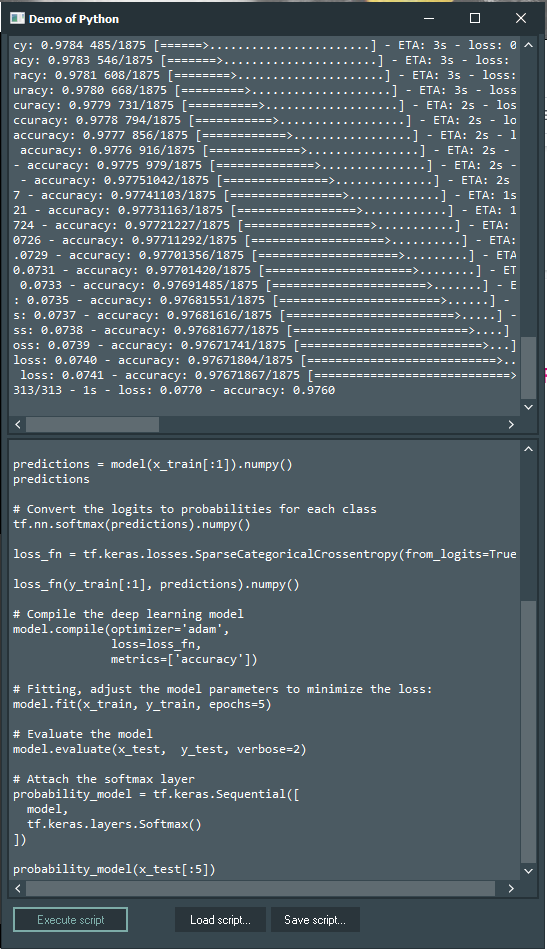 Demo of Python
cy: 0.9784 485/1875 [======>.......................] - ETA: 3s - loss: 0
acy: 0.9783 546/1875 [=======>......................] - ETA: 3s - loss:
racy: 0.9781 608/1875 [========>.....................] - ETA: 3s - loss:
uracy: 0.9780 668/1875 [=========>....................] - ETA: 3s - loss
curacy: 0.9779 731/1875 [==========>...................] - ETA: 2s - los
ccuracy: 0.9778 794/1875 [===========>..................] - ETA: 2s - lo
accuracy: 0.9777 856/1875 [============>.................] - ETA: 2s - l
accuracy: 0.9776 916/1875 [=============>................] - ETA: 2s -
- accuracy: 0.9775 979/1875 [==============>...............] - ETA: 2s -
- accuracy: 0.97751042/1875 [===============>..............] - ETA: 2s
7 - accuracy: 0.97741103/1875 [================>.............] - ETA: 1s
21 - accuracy: 0.97731163/1875 [=================>............] - ETA: 1
724 - accuracy: 0.97721227/1875 [==================>...........] - ETA:
0726 - accuracy: 0.97711292/1875 [===================>..........] - ETA:
.0729 - accuracy: 0.97701356/1875 [====================>.........] - ETA
0.0731 - accuracy: 0.97701420/1875 [=====================>........] - ET
0.0733 - accuracy: 0.97691485/1875 [======================>.......] - E
: 0.0735 - accuracy: 0.97681551/1875 [=======================>......] -
s: 0.0737 - accuracy: 0.97681616/1875 [========================>.....] -
ss: 0.0738 - accuracy: 0.97681677/1875 [=========================>....]
oss: 0.0739 - accuracy: 0.97671741/1875 [==========================>...]
loss: 0.0740 - accuracy: 0.97671804/1875 [===========================>..
loss: 0.0741 - accuracy: 0.97671867/1875 [============================>
313/313 - 1s - loss: 0.0770 - accuracy: 0.9760
predictions = model(x_train[:1]).numpy()
predictions
# Convert the logits to probabilities for each class
tf.nn.softmax(predictions).numpy()
loss_fn = tf.keras.losses.SparseCategoricalCrossentropy(from_logits=True
loss_fn(y_train[:1], predictions).numpy()
# Compile the deep learning model
model.compile(optimizer='adam',
loss=loss_fn,
metrics=['accuracy'])
# Fitting, adjust the model parameters to minimize the loss:
model.fit(x_train, y_train, epochs=5)
# Evaluate the model
model.evaluate(x_test,  y_test, verbose=2)
# Attach the softmax layer
probability_model = tf.keras.Sequential([
model,
tf.keras.layers.Softmax()
])
probability_model(x_test[:5])
Execute script
Load script...
Save script...